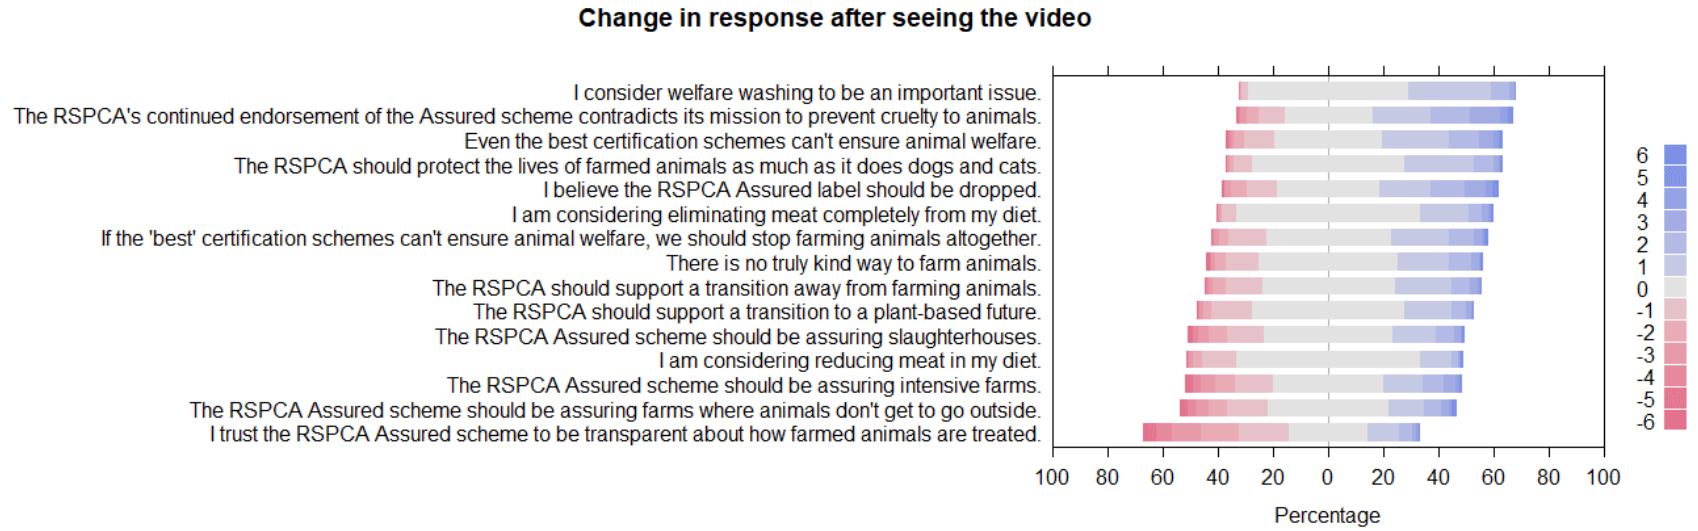 Change in response after seeing the video
I consider welfare washing to be an important issue.
The RSPCA's continued endorsement of the Assured scheme contradicts its mission to prevent cruelty to animals.
Even the best certification schemes can't ensure animal welfare.
The RSPCA should protect the lives of farmed animals as much as it does dogs and cats.
I believe the RSPCA Assured label should be dropped.
I am considering eliminating meat completely from my diet.
If the 'best' certification schemes can't ensure animal welfare, we should stop farming animals altogether.
There is no truly kind way to farm animals.
The RSPCA should support a transition away from farming animals.
The RSPCA should support a transition to a plant-based future.
The RSPCA Assured scheme should be assuring slaughterhouses.
I am considering reducing meat in my diet.
The RSPCA Assured scheme should be assuring intensive farms.
The RSPCA Assured scheme should be assuring farms where animals don't get to go outside.
I trust the RSPCA Assured scheme to be transparent about how farmed animals are treated.
100 80 60 40 20 0 20 40 60 80 100
Percentage
6
5
4
3
2
1
0
-1
-2
-3
-4
-5
-6